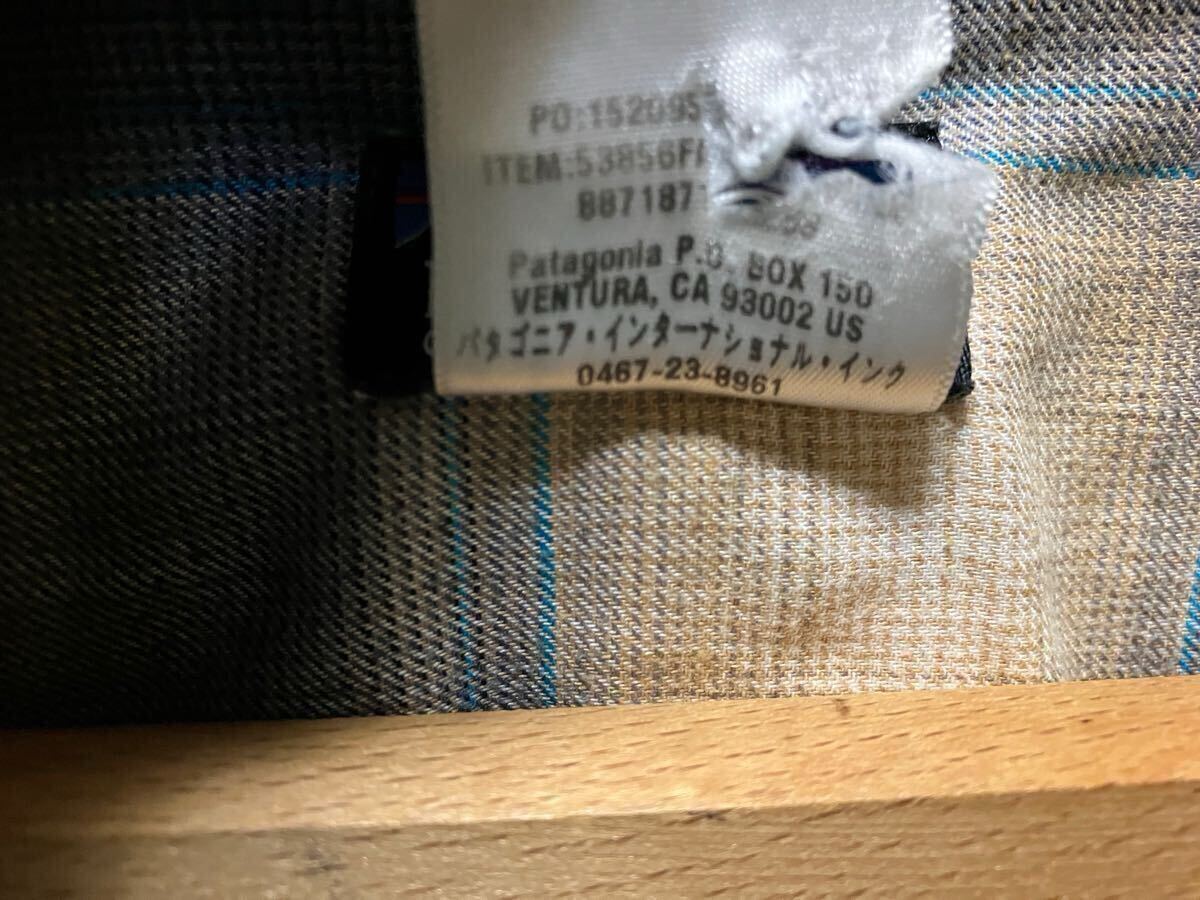 PO:152095
ITEM:53856F
887187
Patagonia P.O. BOX 150
VENTURA, CA 93002 US
パタゴニア・インターナショナル・インク
0467-23-8961